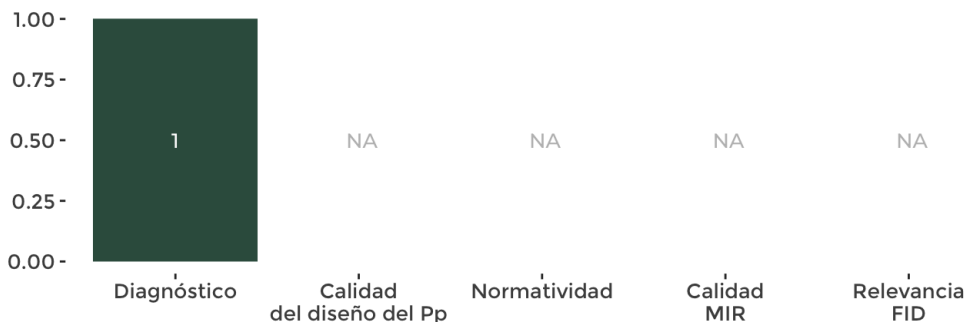 1.00
0.75
0.50
0.25
0.00
1
NA
NA
NA
NA
Diagnóstico
Calidad
del diseño del Pp
Normatividad
Calidad
MIR
Relevancia
FID